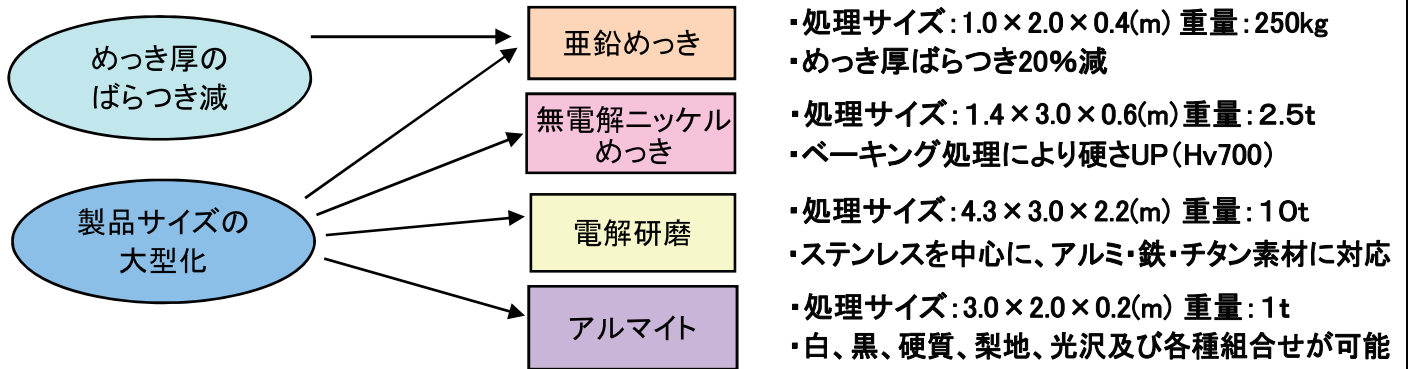 めっき厚の
ばらつき減
製品サイズの
大型化
亜鉛めっき
・処理サイズ：1.0×2.0×0.4(m) 重量：250kg
・めっき厚ばらつき20%減
無電解ニッケル
めっき
・処理サイズ：1.4×3.0×0.6(m)重量：2.5t
・ベーキング処理により硬さUP（Hv700）
電解研磨
・処理サイズ：4.3×3.0×2.2(m) 重量：10t
・ステンレスを中心に、アルミ・鉄・チタン素材に対応
アルマイト
・処理サイズ：3.0×2.0×0.2(m) 重量：1t
・白、黒、硬質、梨地、光沢及び各種組合せが可能